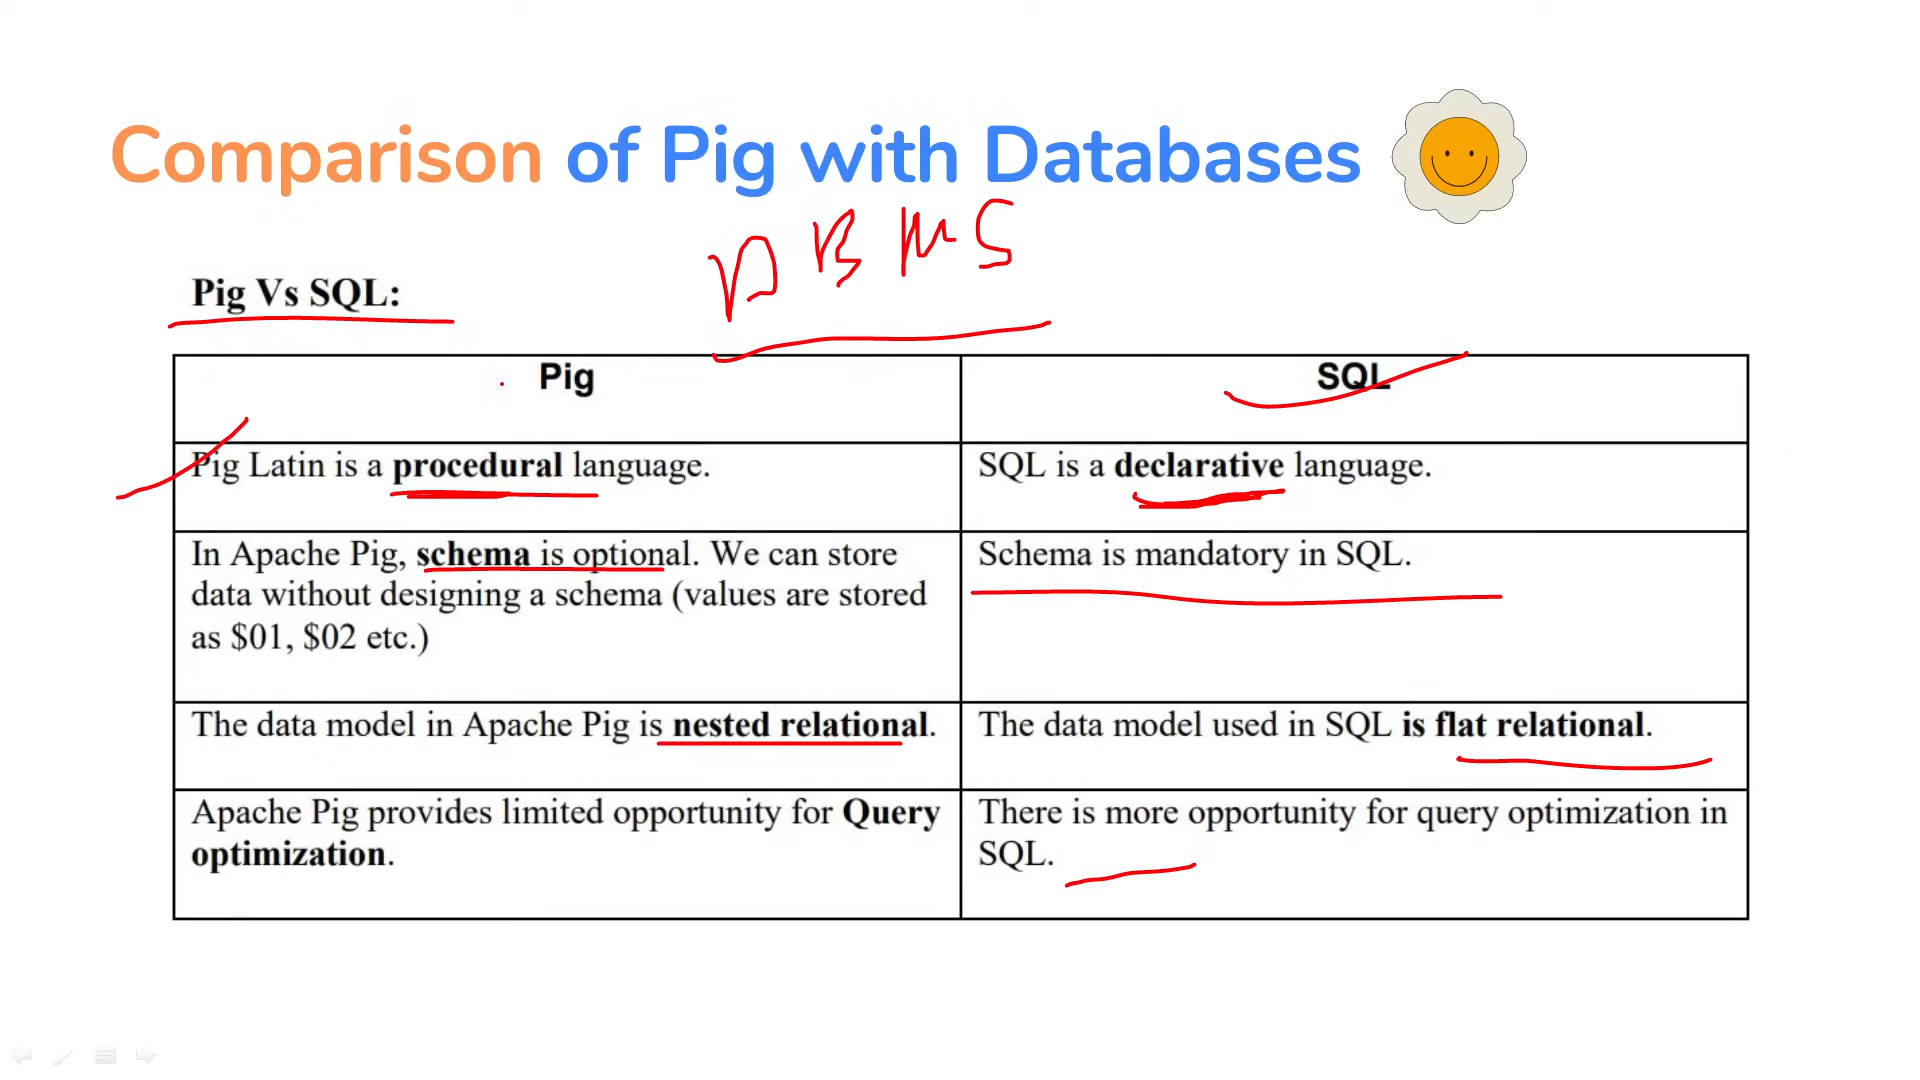 Comparison of Pig with Databases
DBMS
Pig Vs SQL:
Pig
SQL
Pig Latin is a procedural language.
SQL is a declarative language.
In Apache Pig, schema is optional. We can store
data without designing a schema (values are stored
as $01, $02 etc.)
Schema is mandatory in SQL.
The data model in Apache Pig is nested relational.
The data model used in SQL is flat relational.
Apache Pig provides limited opportunity for Query
optimization.
There is more opportunity for query optimization in
SQL.